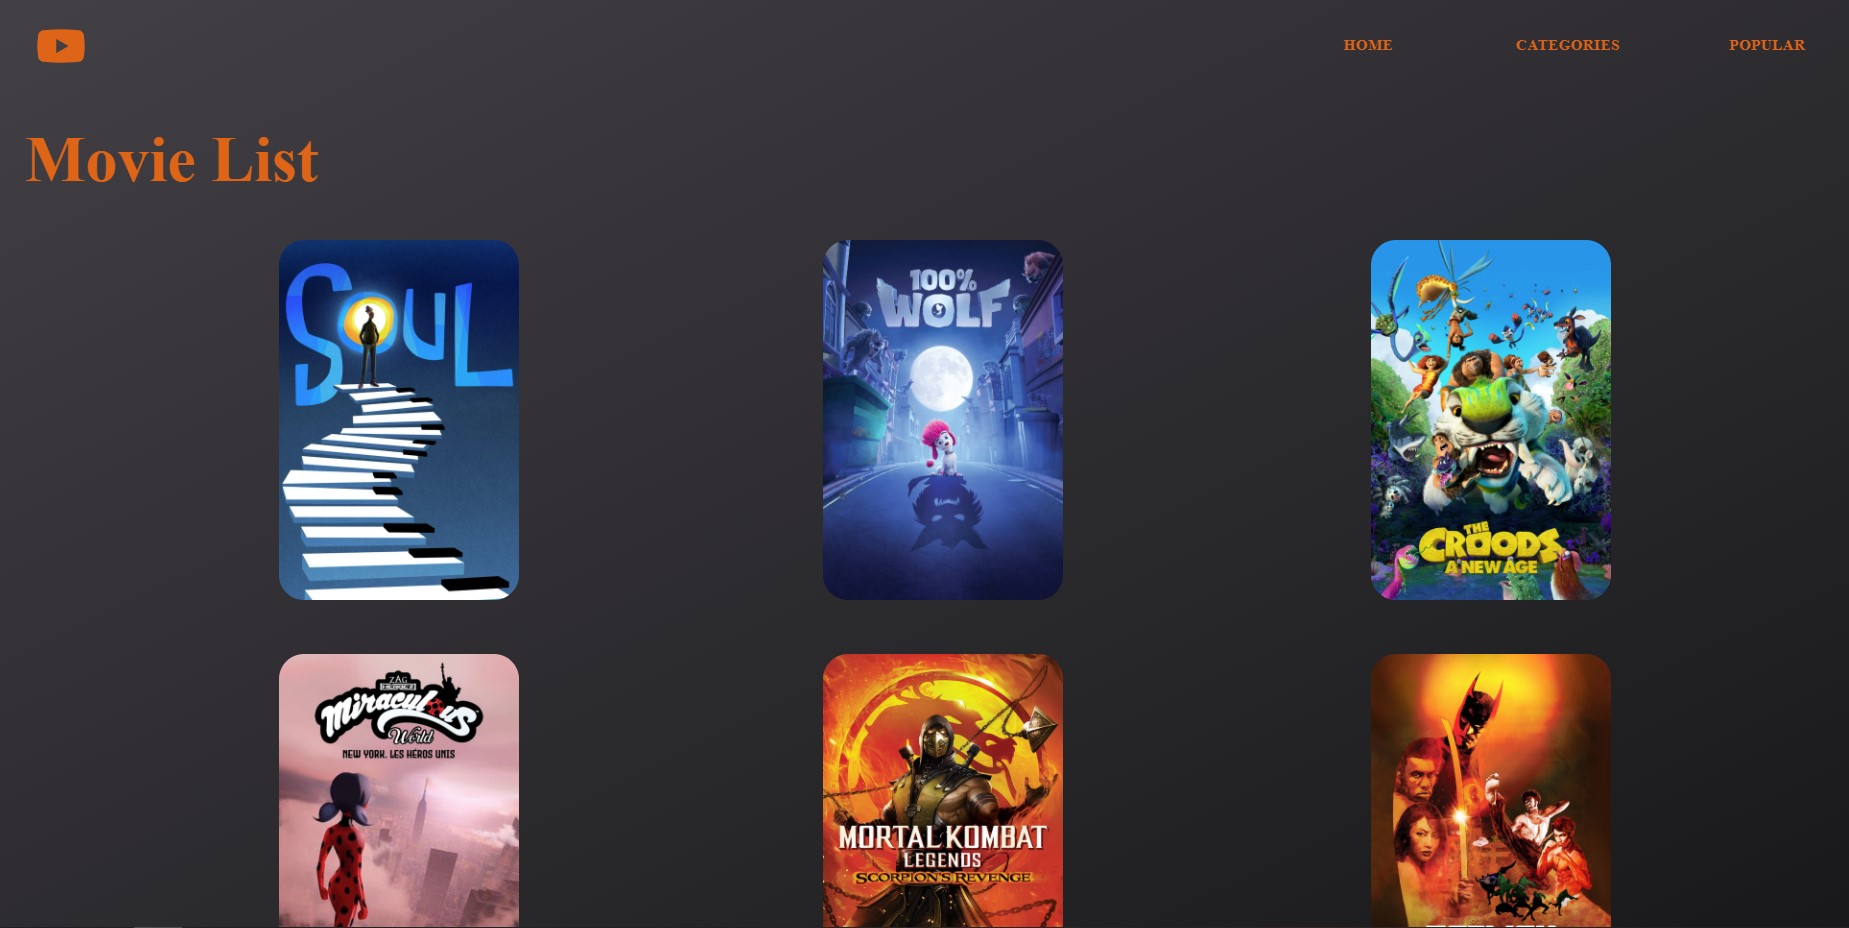 HOME CATEGORIES POPULAR
Movie List
SOUL
100%
WOLF
THE
CROODS
A NEW AGE
ZAG
Miraculous
World
NEW YORK, LES HÉROS UNIS
MORTAL KOMBAT
LEGENDS
SCORPION'S REVENGE